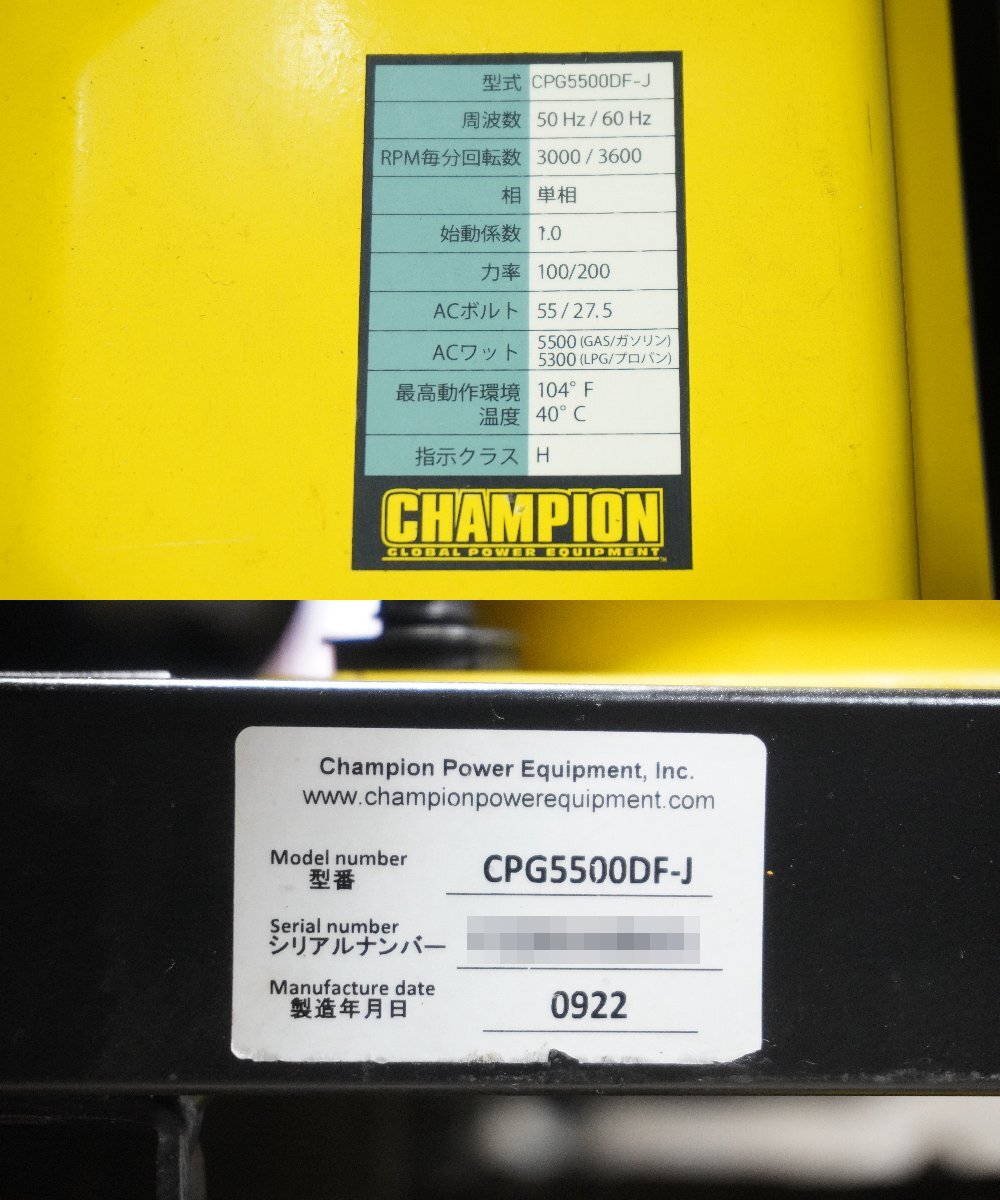 型式 CPG5500DF-J
周波数 50 Hz / 60 Hz
RPM毎分回転数 3000 / 3600
相 単相
始動係数 1.0
力率 100/200
ACボルト 55 / 27.5
ACワット 5500 (GAS/ガソリン)
5300 (LPG/プロパン)
最高動作環境 104° F
温度 40° C
指示クラス H
CHAMPION
GLOBAL POWER EQUIPMENT™
Champion Power Equipment, Inc.
www.championpowerequipment.com
Model number
型番 CPG5500DF-J
Serial number
シリアルナンバー
Manufacture date
製造年月日 0922